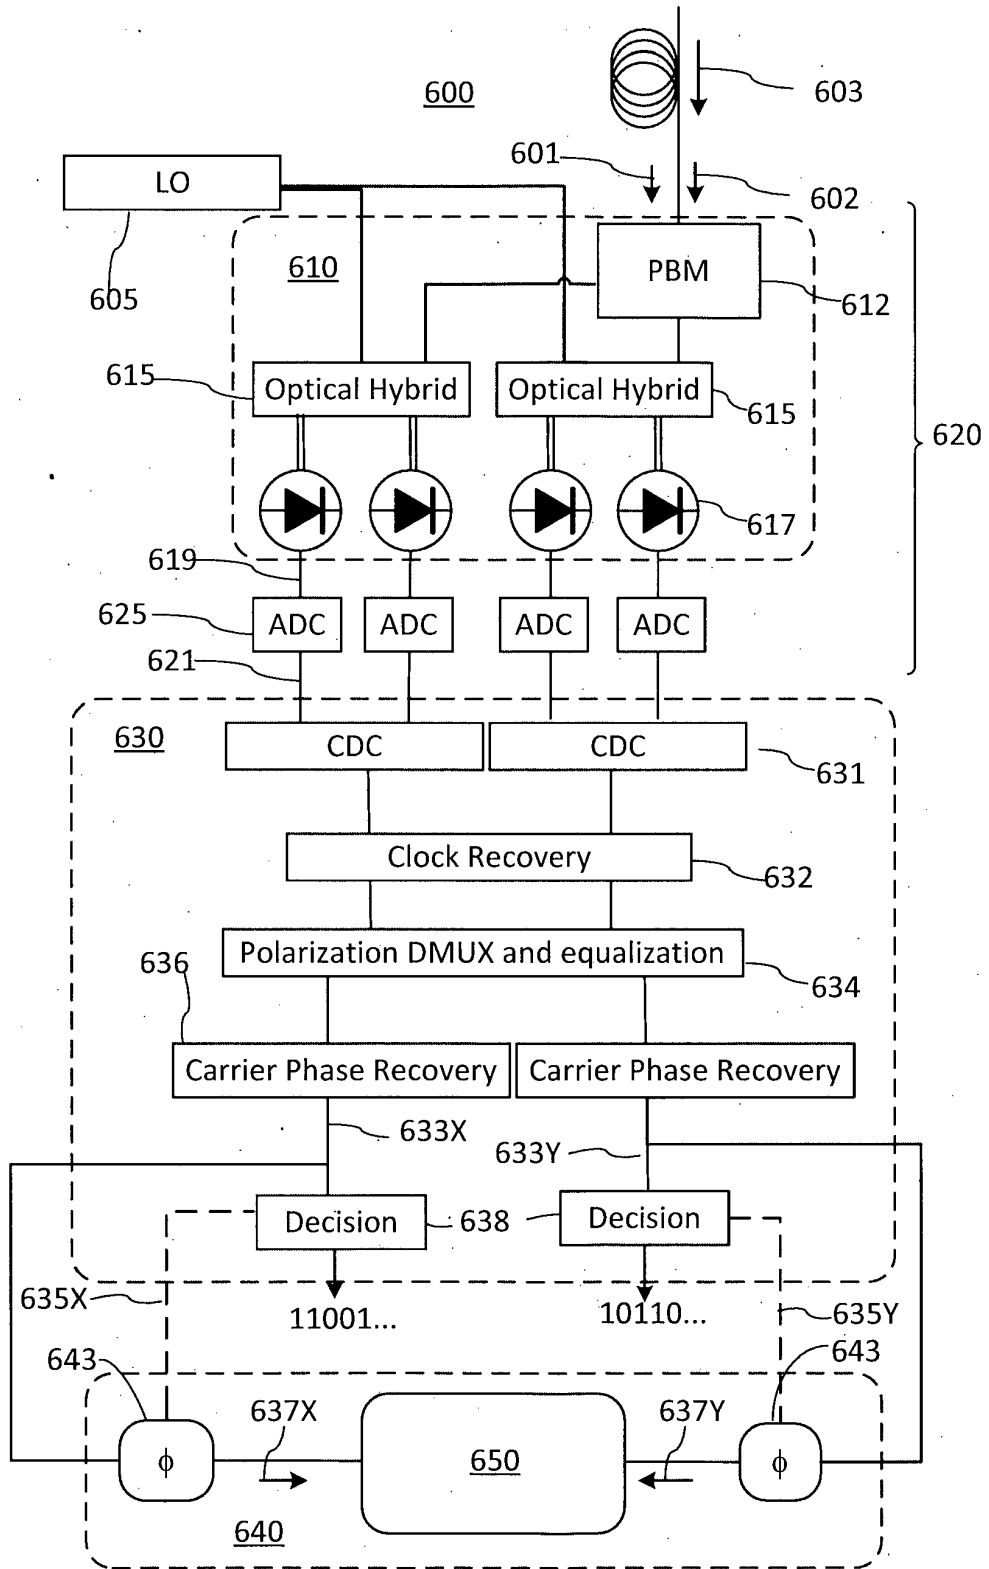 600
603
601
602
LO
605
610
PBM
612
615
Optical Hybrid
Optical Hybrid
615
620
617
619
625
ADC
ADC
ADC
ADC
621
630
CDC
CDC
631
Clock Recovery
632
Polarization DMUX and equalization
634
636
Carrier Phase Recovery
Carrier Phase Recovery
633X
633Y
Decision
638
Decision
635X
11001...
10110...
635Y
643
643
637X
637Y
ϕ
650
ϕ
640